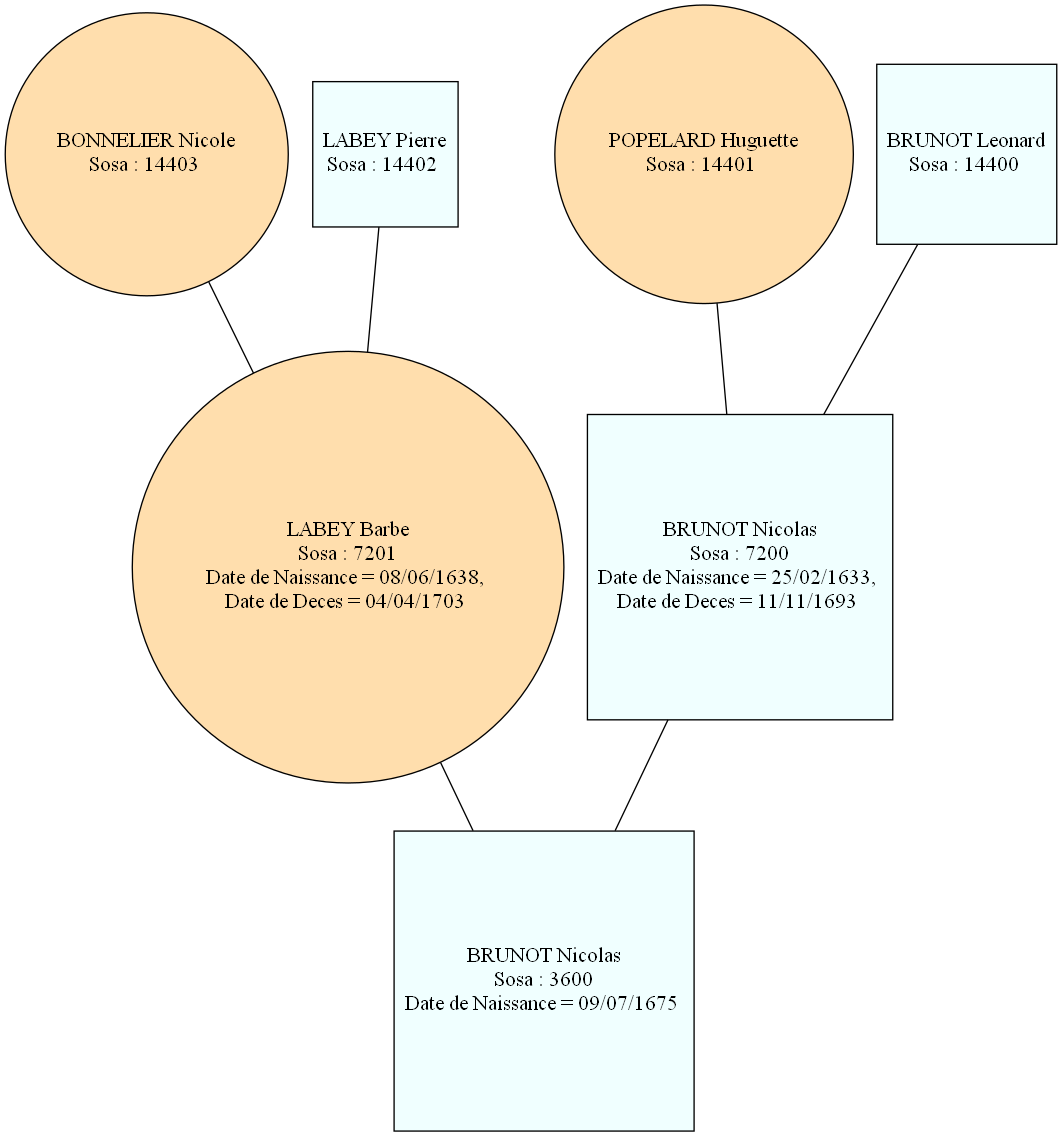 BONNELIER Nicole
Sosa : 14403
LABEY Pierre
Sosa : 14402
POPELARD Huguette
Sosa : 14401
BRUNOT Leonard
Sosa : 14400
LABEY Barbe
Sosa : 7201
Date de Naissance = 08/06/1638,
Date de Deces = 04/04/1703
BRUNOT Nicolas
Sosa : 7200
Date de Naissance = 25/02/1633,
Date de Deces = 11/11/1693
BRUNOT Nicolas
Sosa : 3600
Date de Naissance = 09/07/1675